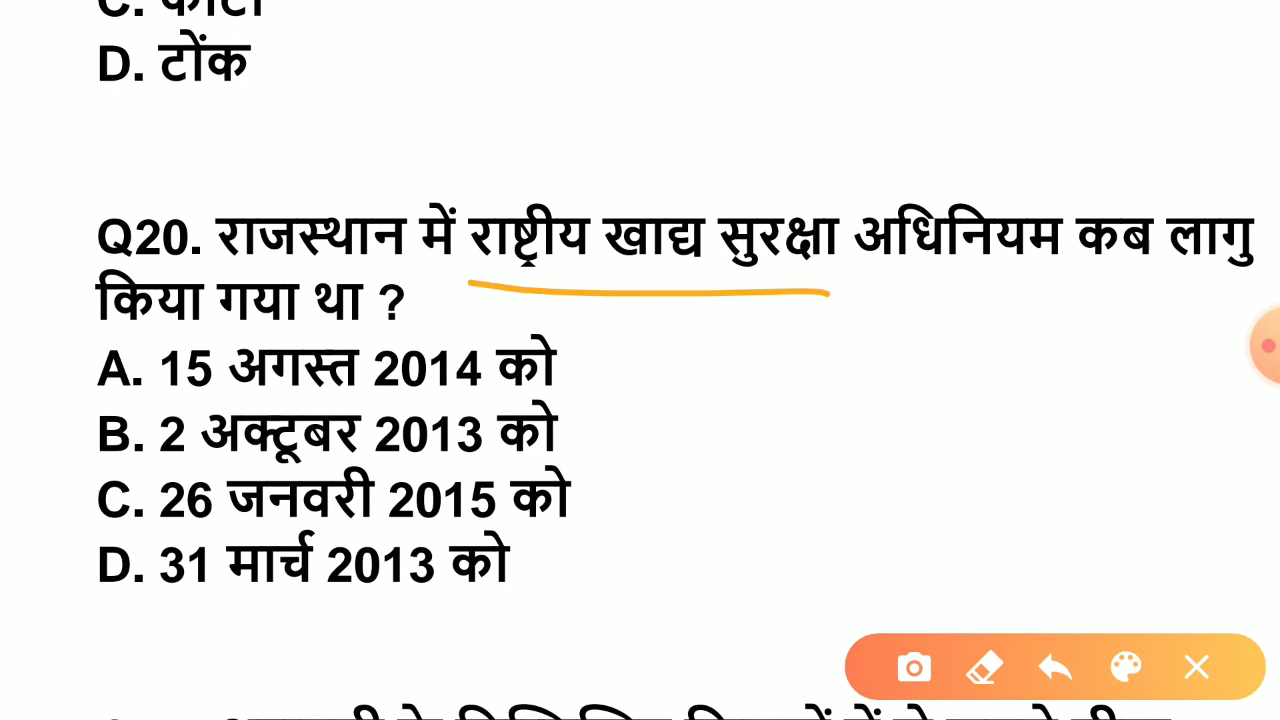 C. कोटा
D. टोंक
Q20. राजस्थान में राष्ट्रीय खाद्य सुरक्षा अधिनियम कब लागु
किया गया था ?
A. 15 अगस्त 2014 को
B. 2 अक्टूबर 2013 को
C. 26 जनवरी 2015 को
D. 31 मार्च 2013 को